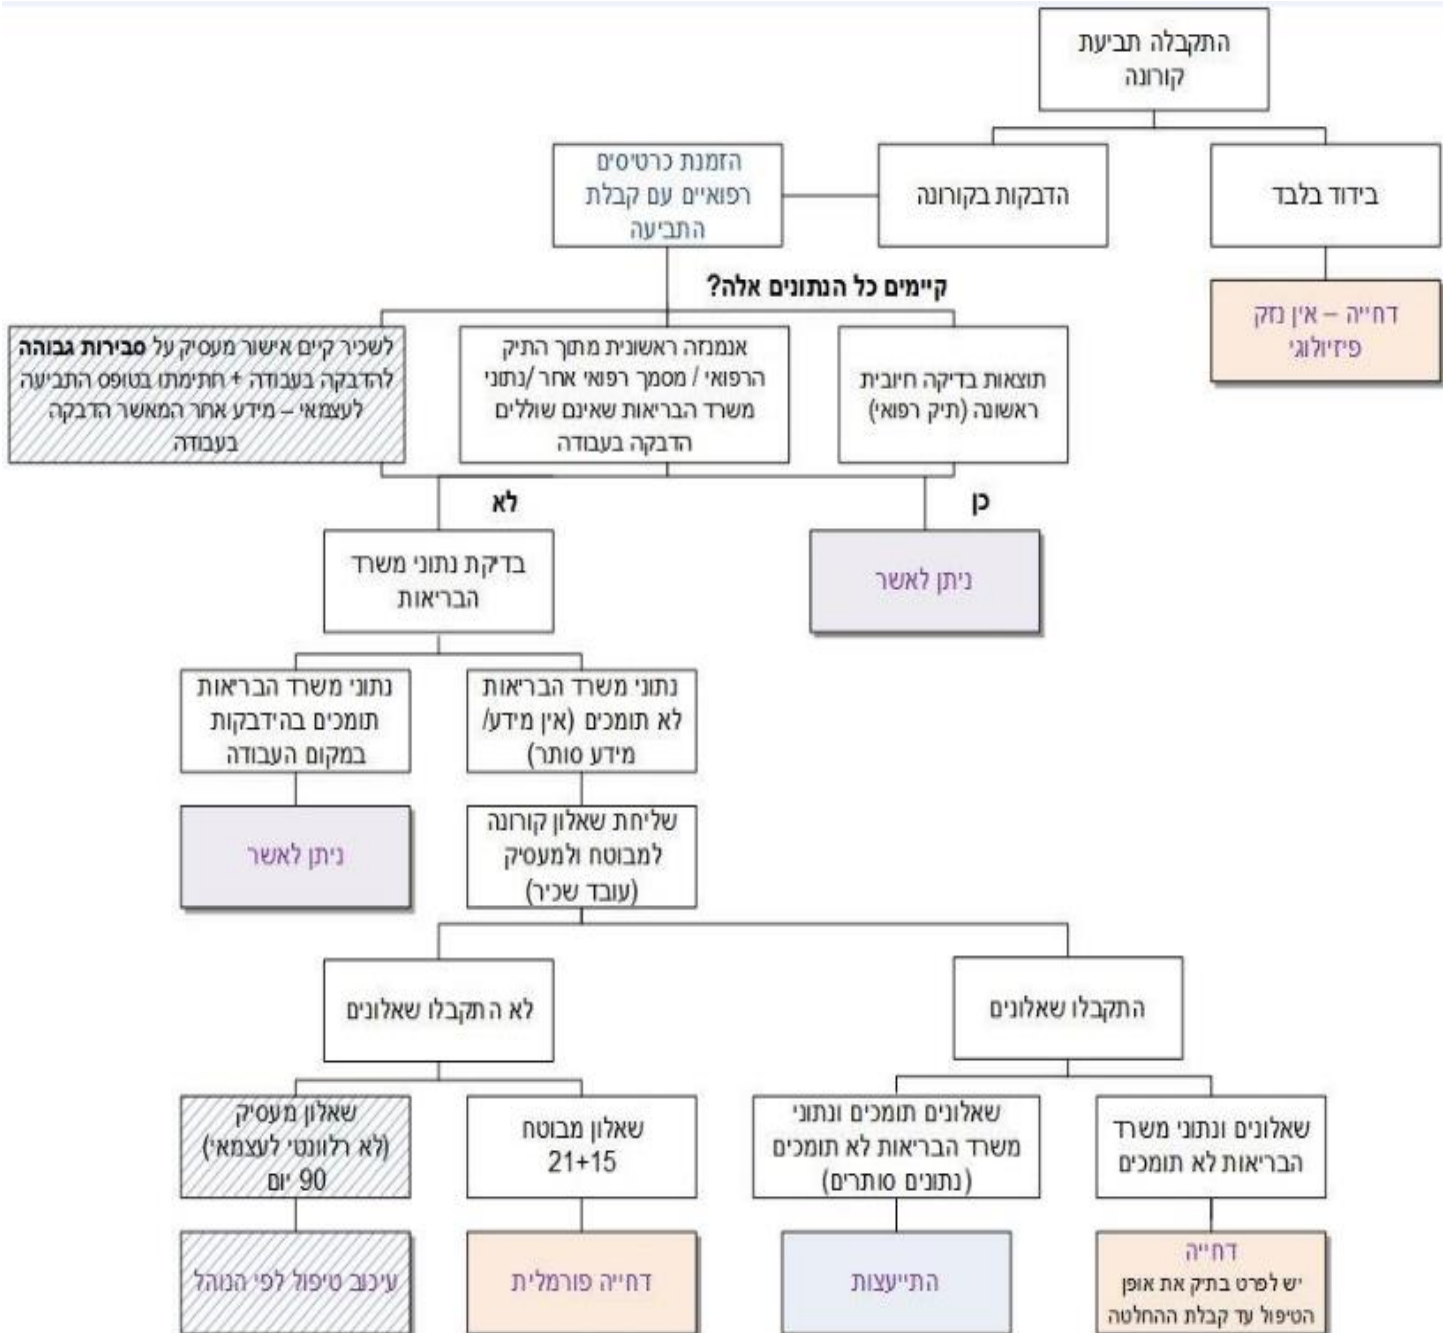 התקבלה תביעת
קורונה
בידוד בלבד
הדבקות בקורונה
הזמנת כרטיסים
רפואיים עם קבלת
התביעה
דחייה – אין נזק
פיזיולוגי
קיימים כל הנתונים אלה?
תוצאות בדיקה חיובית
ראשונה (תיק רפואי)
אנמנזה ראשונית מתוך התיק
הרפואי / מסמך רפואי אחר /נתוני
משרד הבריאות שאינם שוללים
הדבקה בעבודה
לשכיר קיים אישור מעסיק על סבירות גבוהה
להדבקה בעבודה + חתימתו בטופס התביעה
לעצמאי – מידע אחר המאשר הדבקה
בעבודה
כן
לא
ניתן לאשר
בדיקת נתוני משרד
הבריאות
נתוני משרד הבריאות
לא תומכים (אין מידע/
מידע סותר)
נתוני משרד הבריאות
תומכים בהידבקות
במקום העבודה
שליחת שאלון קורונה
למבוטח ולמעסיק
(עובד שכיר)
ניתן לאשר
התקבלו שאלונים
לא התקבלו שאלונים
שאלונים ונתוני משרד
הבריאות לא תומכים
שאלונים תומכים ונתוני
משרד הבריאות לא תומכים
(נתונים סותרים)
שאלון מבוטח
21+15
שאלון מעסיק
(לא רלוונטי לעצמאי)
90 יום
דחייה
יש לפרט בתיק את אופן
הטיפול עד קבלת ההחלטה
התייעצות
דחייה פורמלית
עיכוב טיפול לפי הנוהל